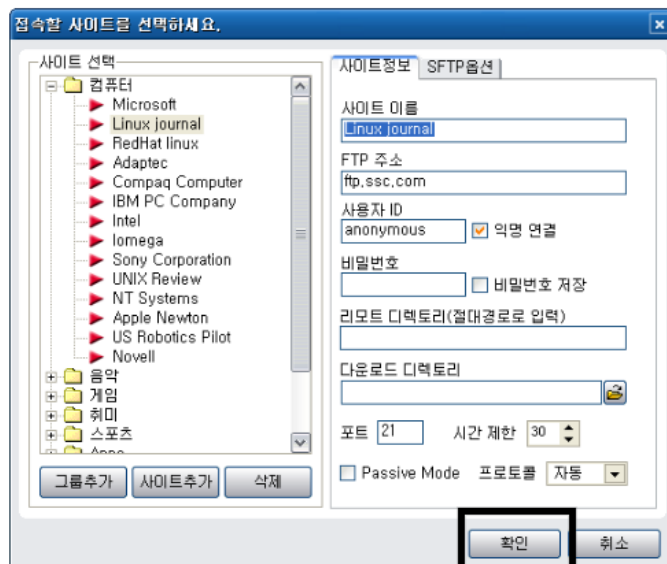 접속할 사이트를 선택하세요.
사이트 선택
컴퓨터
Microsoft
Linux journal
RedHat linux
Adaptec
Compaq Computer
IBM PC Company
Intel
Iomega
Sony Corporation
UNIX Review
NT Systems
Apple Newton
US Robotics Pilot
Novell
음악
게임
취미
스포츠
그룹추가
사이트추가
삭제
사이트정보
SFTP옵션
사이트 이름
Linux journal
FTP 주소
ftp.ssc.com
사용자 ID
anonymous
익명 연결
비밀번호
비밀번호 저장
리모트 디렉토리(절대경로로 입력)
다운로드 디렉토리
포트 21 시간 제한 30
Passive Mode 프로토콜 자동
확인 취소